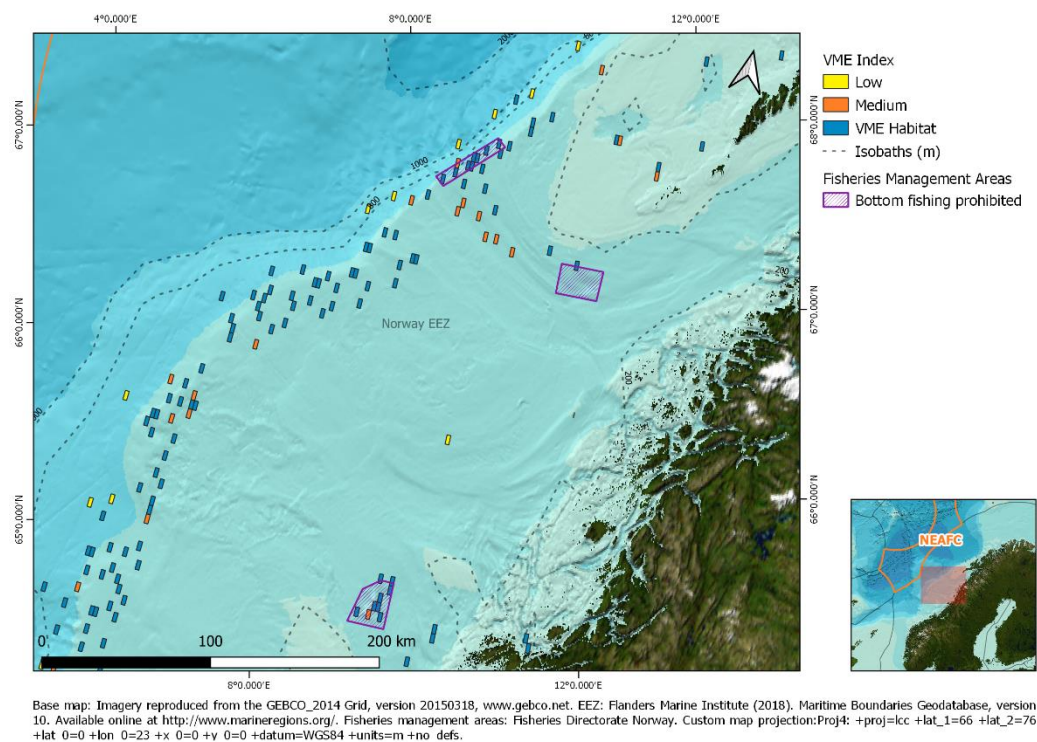 4°0.000'E 8°0.000'E 12°0.000'E
2000
VME Index
Low
Medium
VME Habitat
Isobaths (m)
Fisheries Management Areas
Bottom fishing prohibited
67°0.000'N
68°0.000'N
1000
200
66°0.000'N
Norway EEZ
67°0.000'N
200
65°0.000'N
66°0.000'N
NEAFC
0 100 200 km
8°0.000'E 12°0.000'E
Base map: Imagery reproduced from the GEBCO_2014 Grid, version 20150318, www.gebco.net. EEZ: Flanders Marine Institute (2018). Maritime Boundaries Geodatabase, version
10. Available online at http://www.marineregions.org/. Fisheries management areas: Fisheries Directorate Norway. Custom map projection:Proj4: +proj=lcc +lat_1=66 +lat_2=76
+lat_0=0 +lon_0=23 +x_0=0 +y_0=0 +datum=WGS84 +units=m +no_defs.